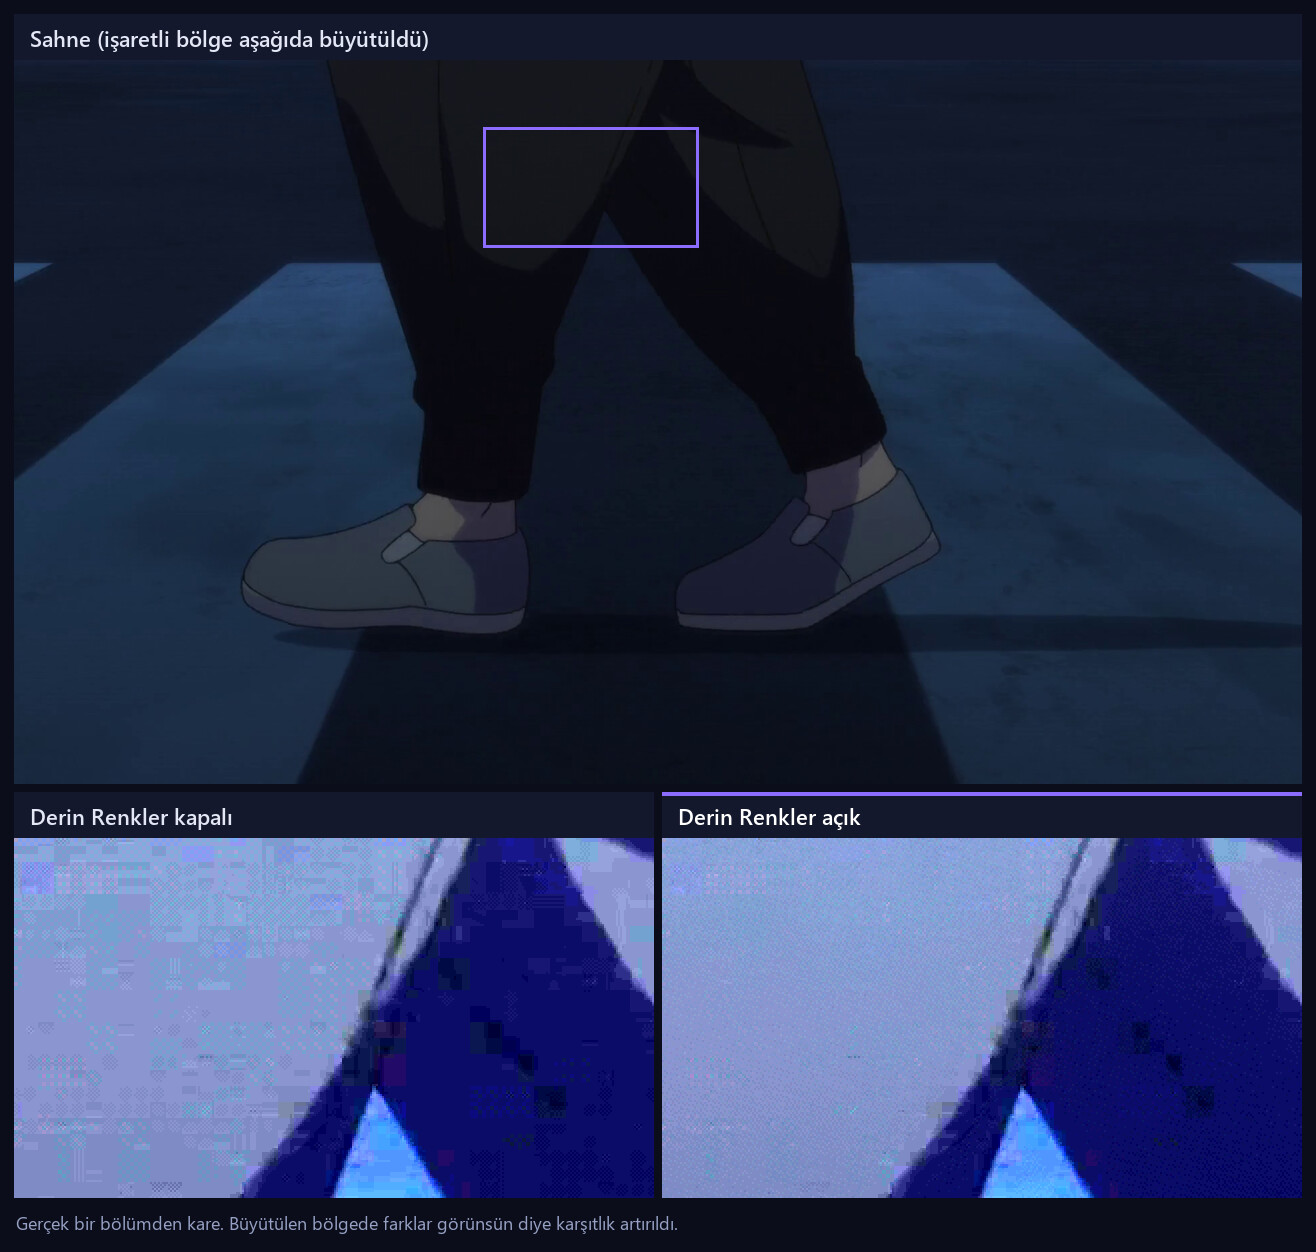 Sahne (işaretli bölge aşağıda büyütüldü)
Derin Renkler kapalı
Derin Renkler açık
Gerçek bir bölümden kare. Büyütülen bölgede farklar görünsün diye karşıtlık artırıldı.